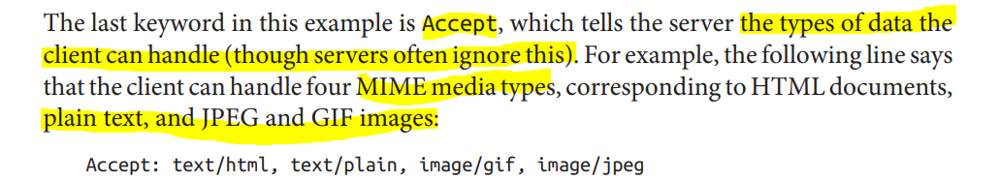 The last keyword in this example is Accept, which tells the server the types of data the
client can handle (though servers often ignore this). For example, the following line says
that the client can handle four MIME media types, corresponding to HTML documents,
plain text, and JPEG and GIF images:
Accept: text/html, text/plain, image/gif, image/jpeg